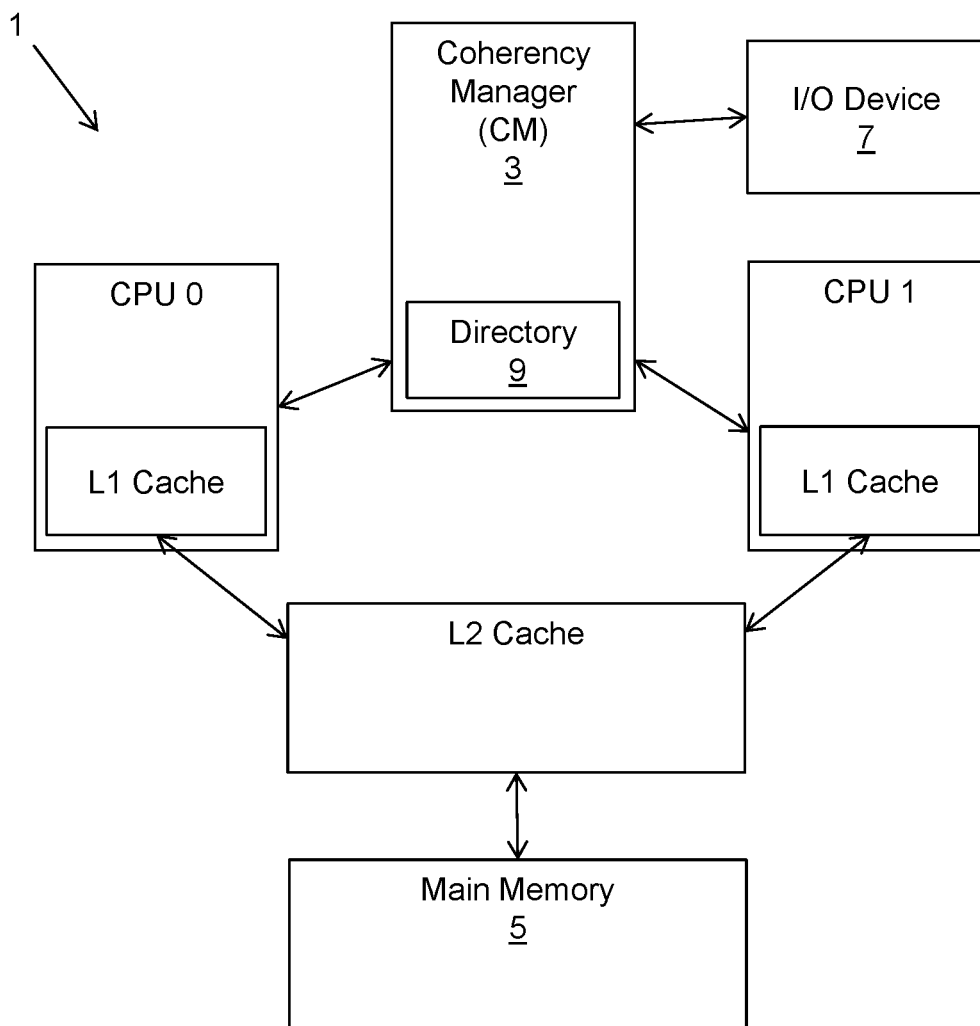 1
Coherency
Manager
(CM)
3
I/O Device
7
CPU 0
CPU 1
Directory
9
L1 Cache
L1 Cache
L2 Cache
Main Memory
5